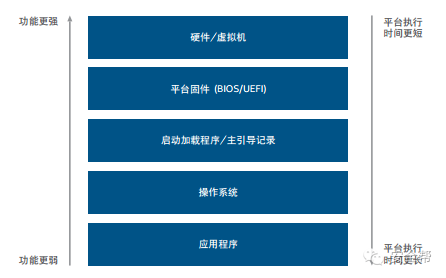 功能更强
硬件/虚拟机
平台执行
时间更短
平台固件 (BIOS/UEFI)
启动加载程序/主引导记录
操作系统
应用程序
功能更弱
平台执行
时间更长